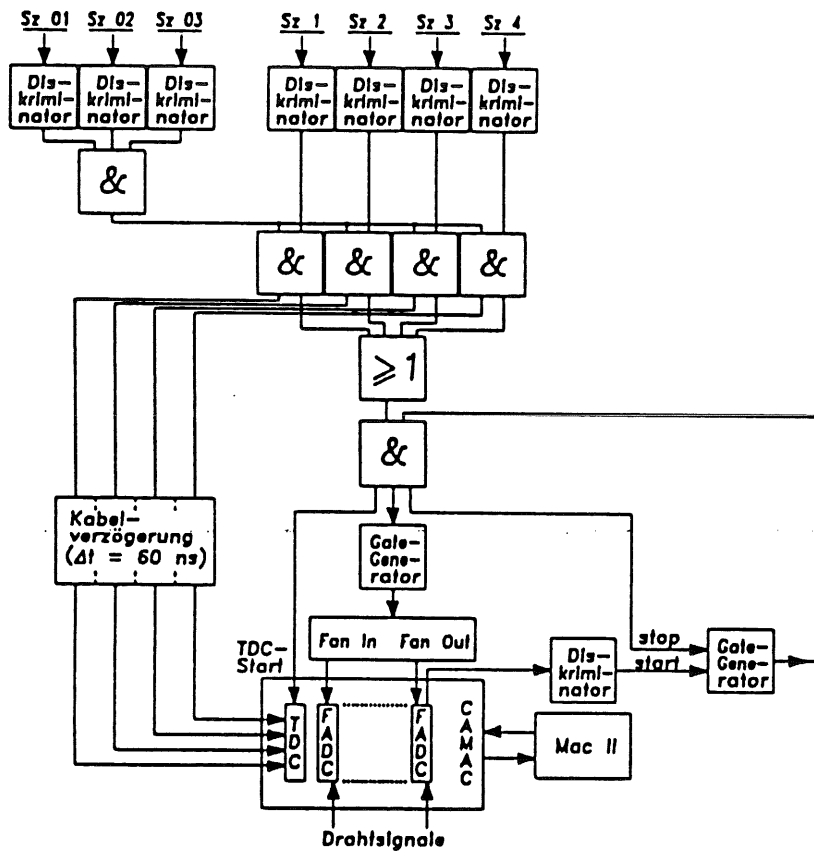 Sz 01 Sz 02 Sz 03 Sz 1 Sz 2 Sz 3 Sz 4
Dis- Dis- Dis- Dis- Dis- Dis- Dis-
krimi- krimi- krimi- krimi- krimi- krimi- krimi-
nator nator nator nator nator nator nator
&
& & & &
⩾ 1
&
Kabel-
verzögerung
(Δt = 60 ns)
Gate-
Gene-
rator
TDC-
Start
Fan In Fan Out
Dis-
krimi-
nator
stop
start
Gate-
Gene-
rator
TDC
FADC
FADC
CAMAC
Mac II
Drahtsignale